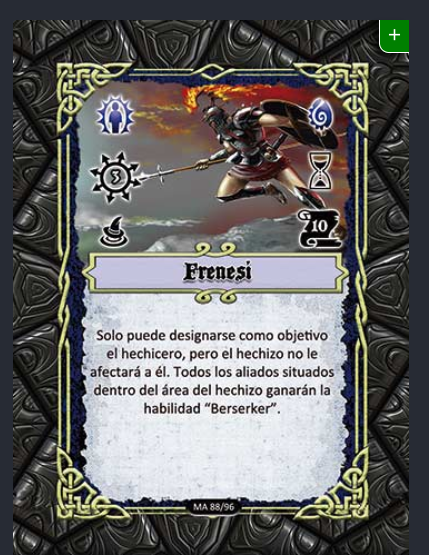 +
3
10
Frenesí
Solo puede designarse como objetivo
el hechicero, pero el hechizo no le
afectará a él. Todos los aliados situados
dentro del área del hechizo ganarán la
habilidad “Berserker”.
MA 88/96